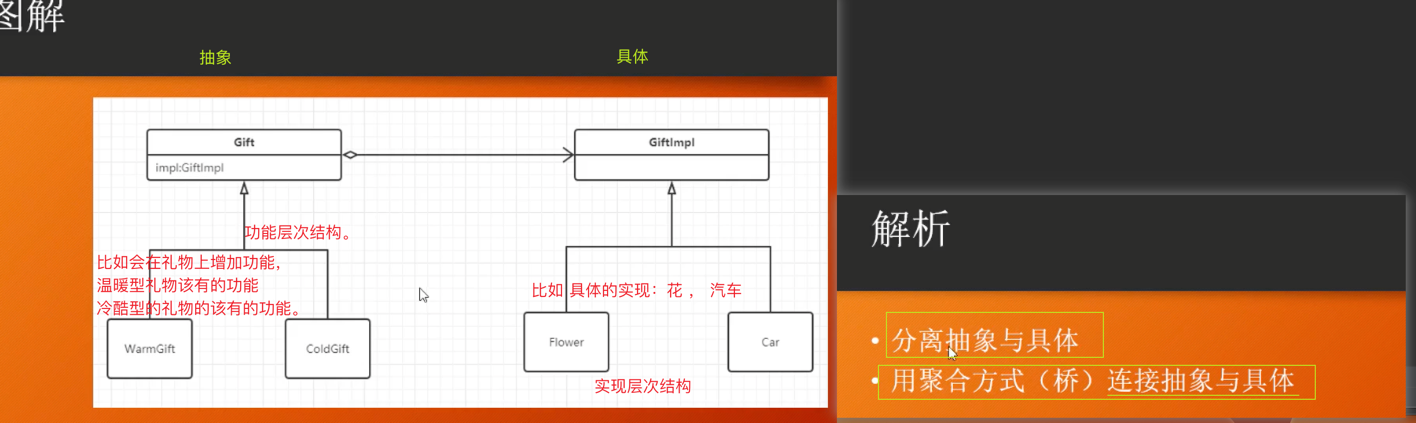 图解
抽象
具体
Gift
impl:GiftImpl
GiftImpl
功能层次结构。
比如会在礼物上增加功能，
温暖型礼物该有的功能
冷酷型的礼物的该有的功能。
比如 具体的实现：花 ， 汽车
WarmGift
ColdGift
Flower
Car
实现层次结构
解析
• 分离抽象与具体
• 用聚合方式（桥）连接抽象与具体